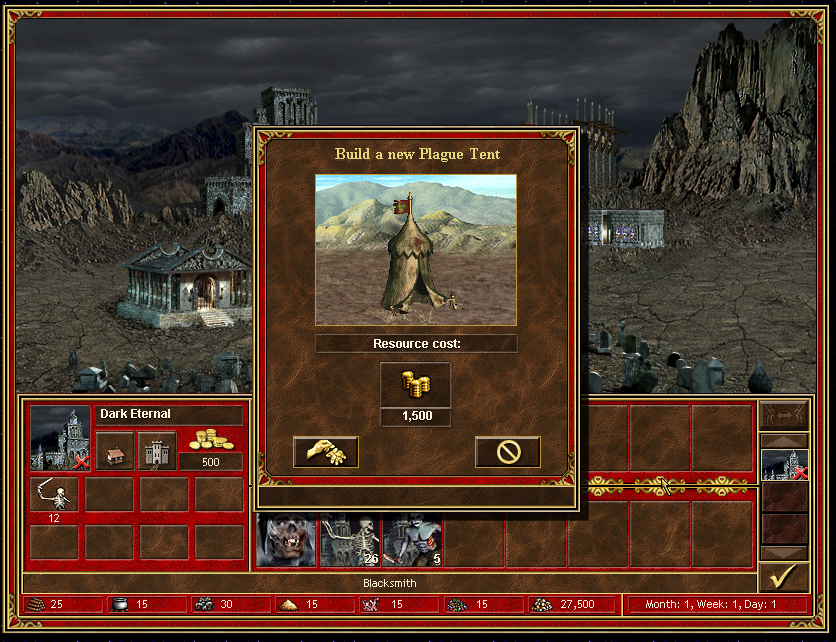 Build a new Plague Tent
Resource cost:
1,500
Dark Eternal
500
12
26
5
Blacksmith
25
15
30
15
15
15
27,500
Month: 1, Week: 1, Day: 1